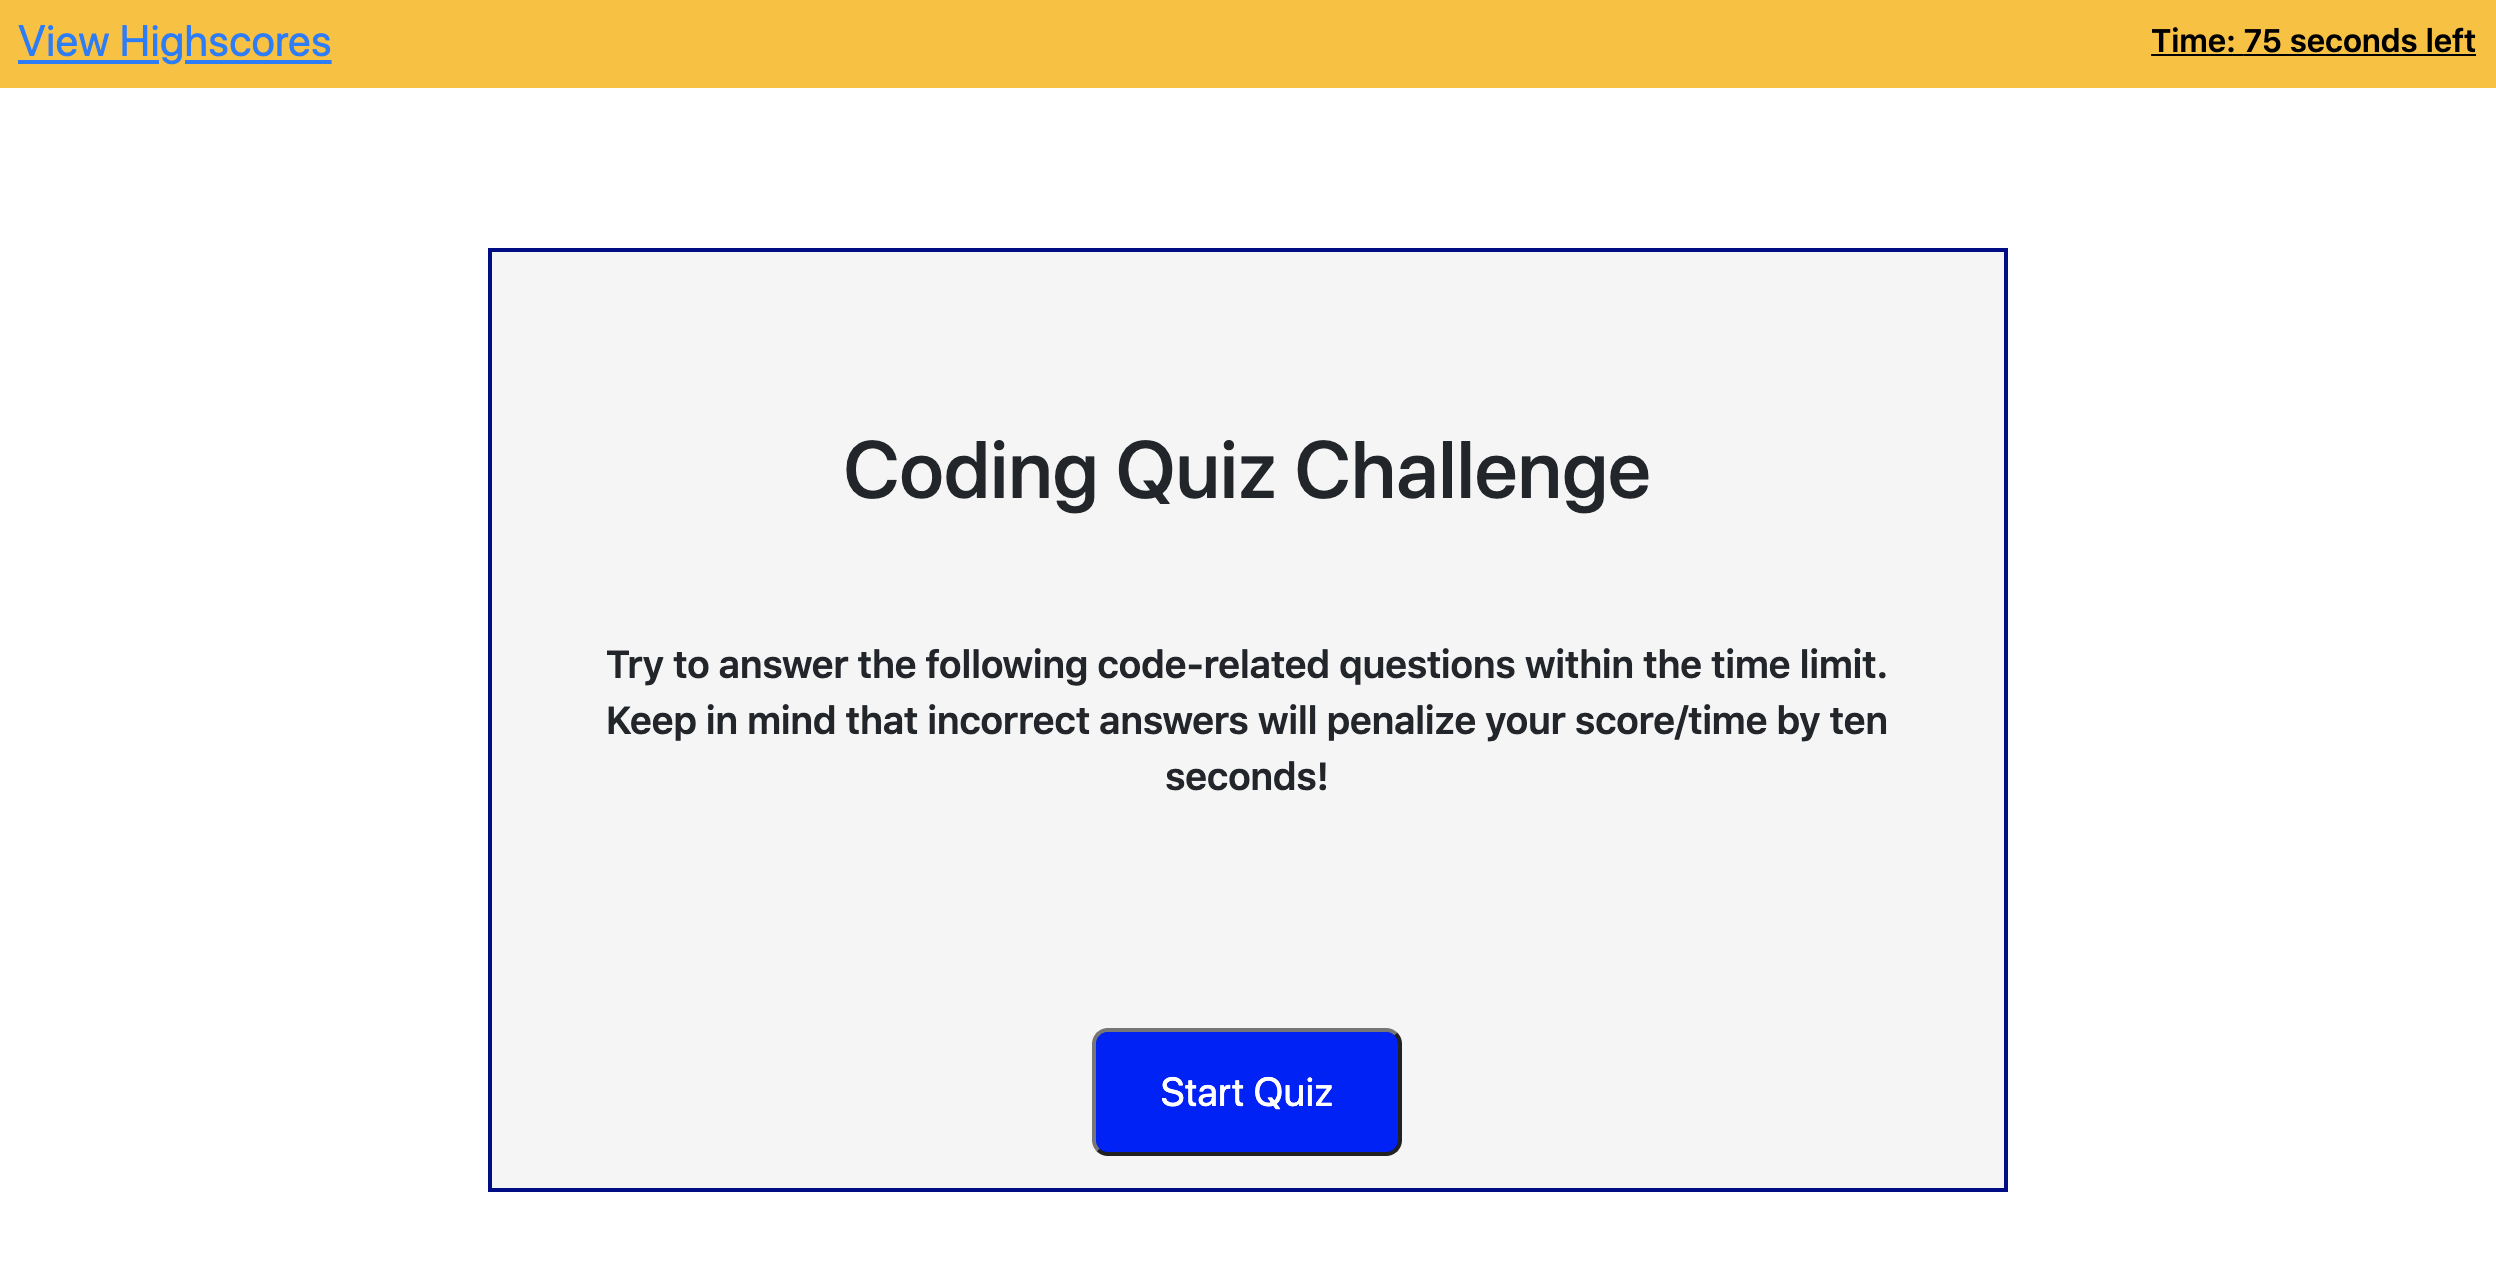 View Highscores
Time: 75 seconds left
Coding Quiz Challenge
Try to answer the following code-related questions within the time limit.
Keep in mind that incorrect answers will penalize your score/time by ten
seconds!
Start Quiz